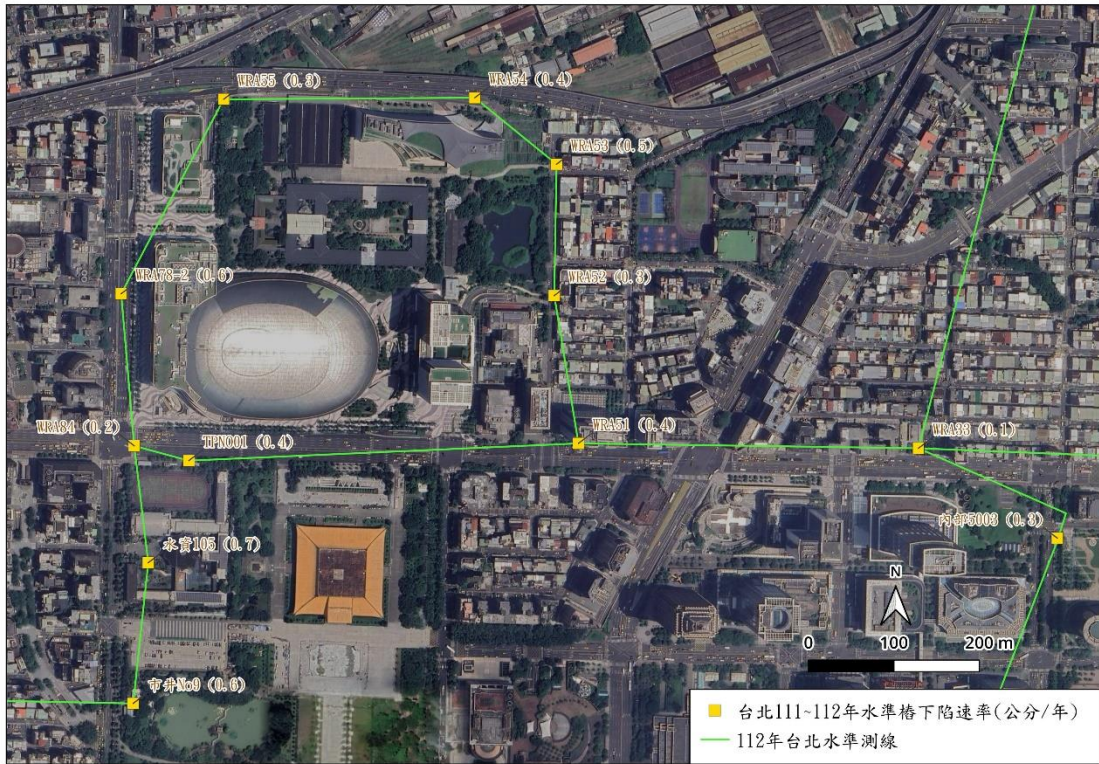 WRA55 (0.3)
WRA54 (0.4)
WRA53 (0.5)
WRA78-2 (0.6)
WRA52 (0.3)
WRA84 (0.2)
TPN001 (0.4)
WRA51 (0.4)
WRA33 (0.1)
內部5003 (0.3)
水資105 (0.7)
市井No9 (0.6)
N
0 100 200 m
台北111~112年水準樁下陷速率(公分/年)
112年台北水準測線